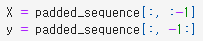 X = padded_sequence[:, :-1]
y = padded_sequence[:, -1:]